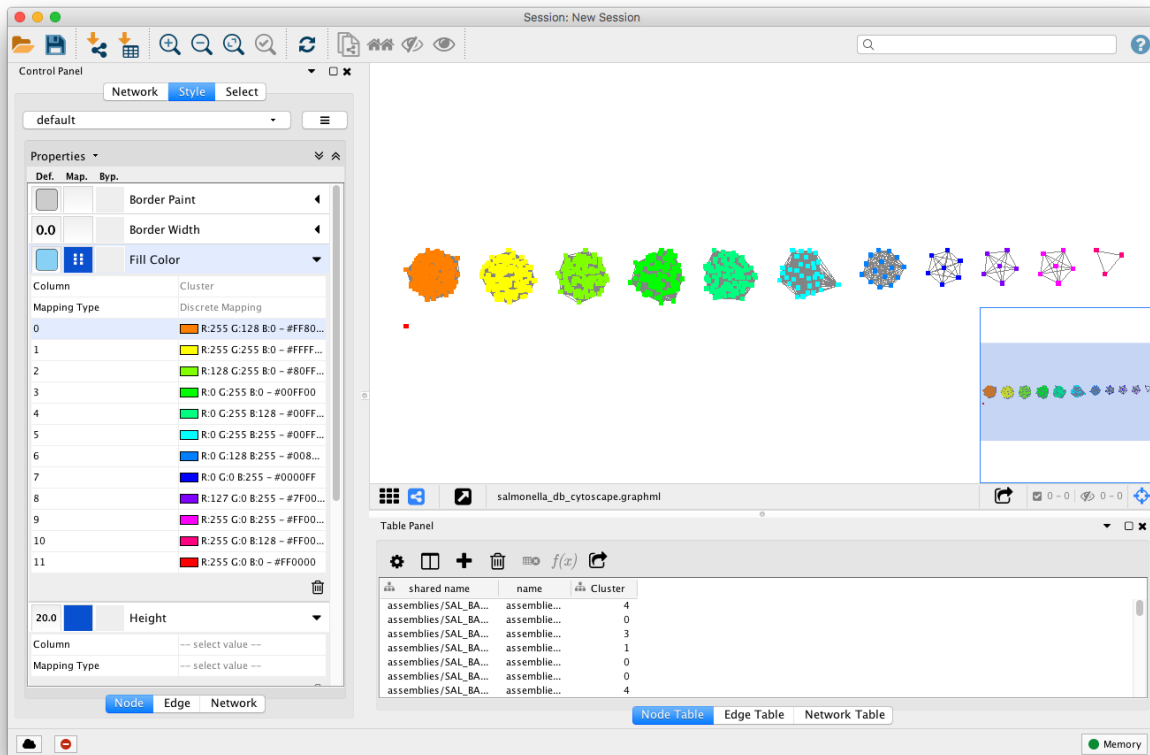 Session: New Session
Control Panel
Network Style Select
default
Properties
Def. Map. Byp.
Border Paint
0.0 Border Width
Fill Color
Column Cluster
Mapping Type Discrete Mapping
0 R:255 G:128 B:0 - #FF80...
1 R:255 G:255 B:0 - #FFFF...
2 R:128 G:255 B:0 - #80FF...
3 R:0 G:255 B:0 - #00FF00
4 R:0 G:255 B:128 - #00FF...
5 R:0 G:255 B:255 - #00FF...
6 R:0 G:128 B:255 - #008...
7 R:0 G:0 B:255 - #0000FF
8 R:127 G:0 B:255 - #7F00...
9 R:255 G:0 B:255 - #FF00...
10 R:255 G:0 B:128 - #FF00...
11 R:255 G:0 B:0 - #FF0000
20.0 Height
Column -- select value --
Mapping Type -- select value --
Node Edge Network
salmonella_db_cytoscape.graphml
0 - 0 0 - 0
Table Panel
f(x)
shared name name Cluster
assemblies/SAL_BA... assemblie... 4
assemblies/SAL_BA... assemblie... 0
assemblies/SAL_BA... assemblie... 3
assemblies/SAL_BA... assemblie... 1
assemblies/SAL_BA... assemblie... 0
assemblies/SAL_BA... assemblie... 0
assemblies/SAL_BA... assemblie... 4
Node Table Edge Table Network Table
Memory